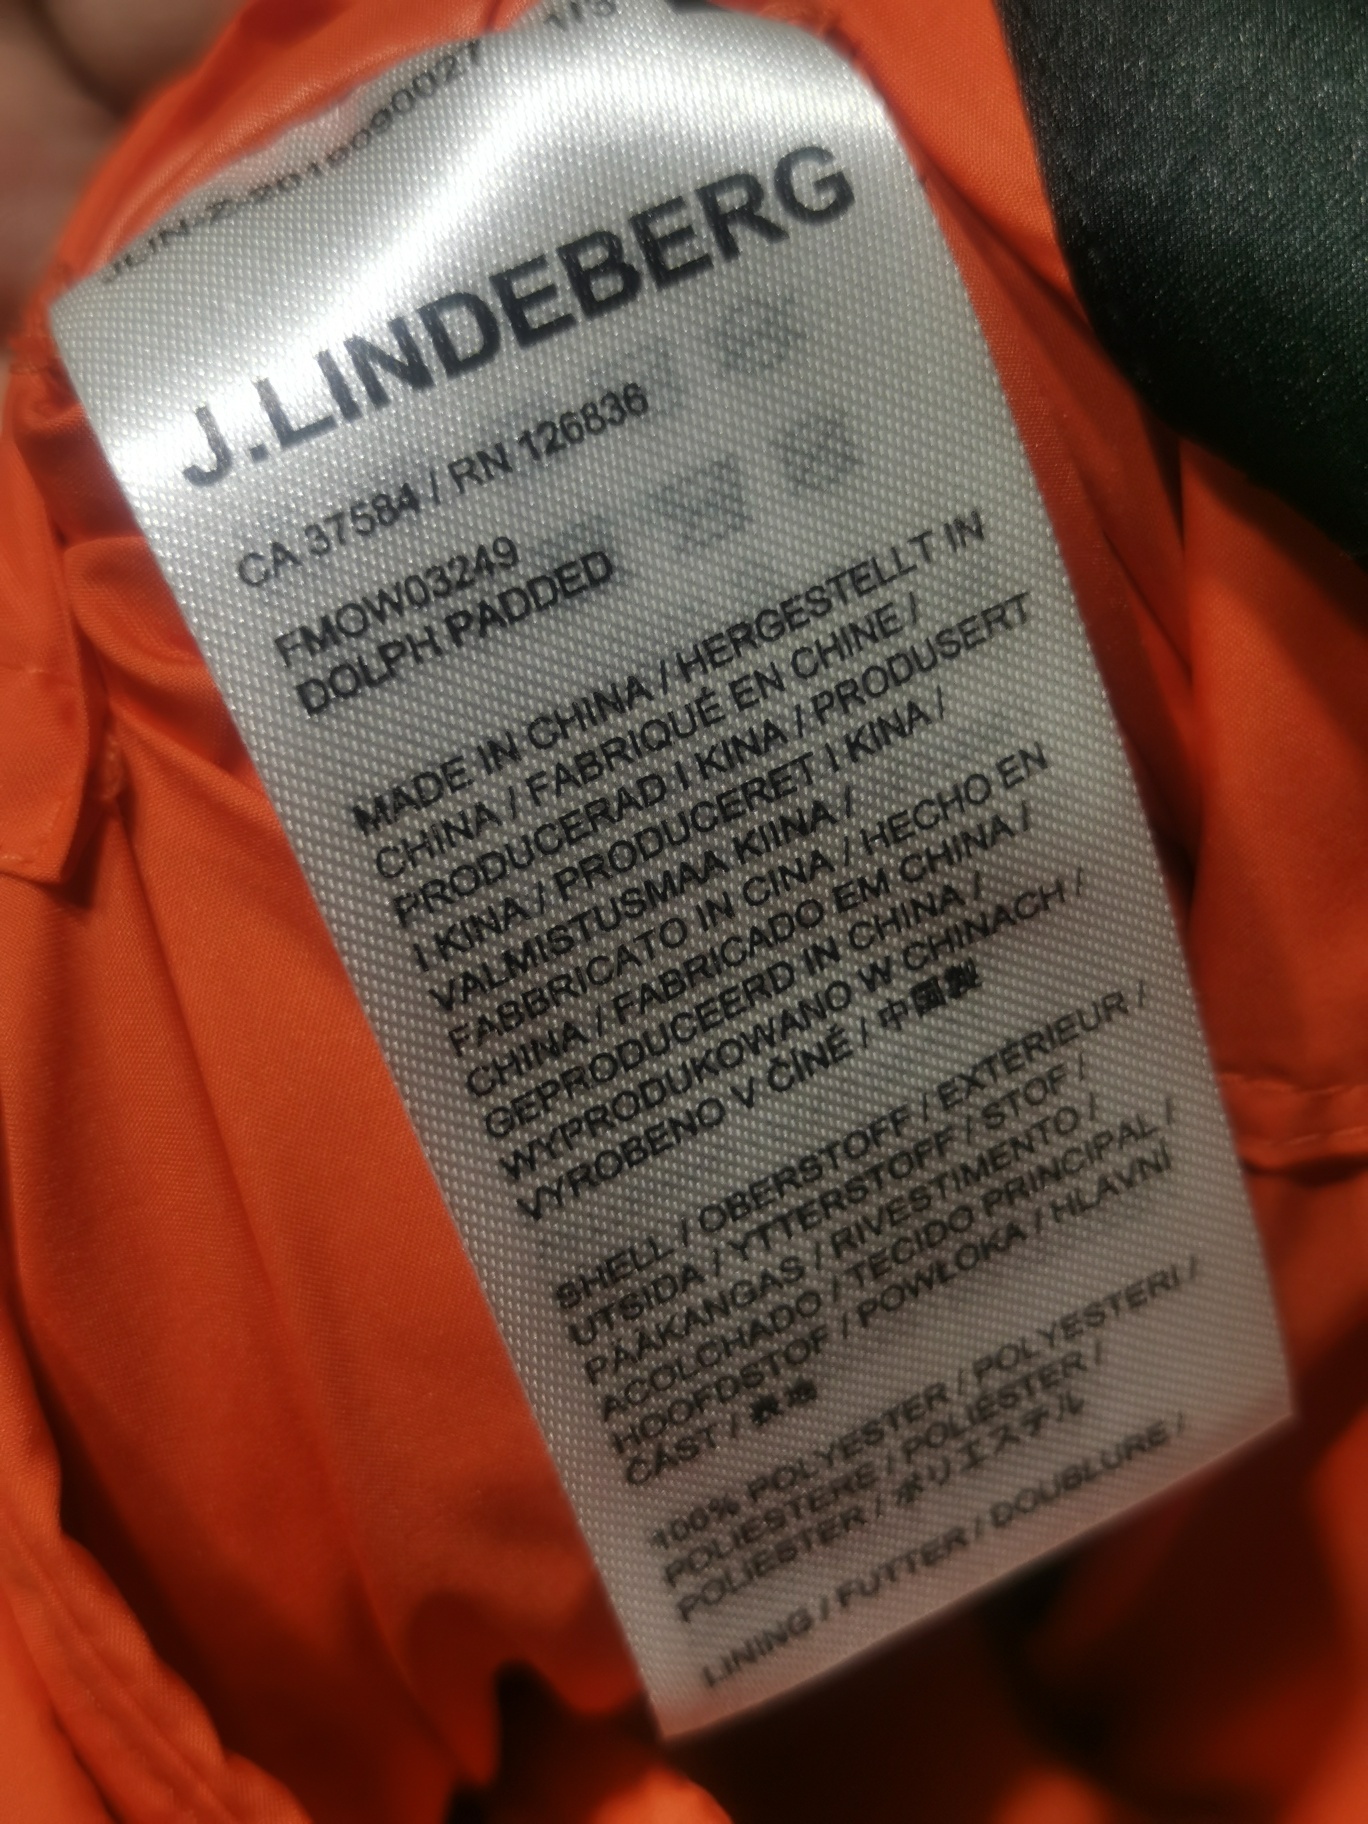 J.LINDEBERG
CA 37584 / RN 126836
FMOW03249
DOLPH PADDED
MADE IN CHINA / HERGESTELLT IN
CHINA / FABRIQUÉ EN CHINE /
PRODUCERAD I KINA / PRODUSERT
I KINA / PRODUCERET I KINA /
VALMISTUSMAA KIINA /
FABBRICATO IN CINA / HECHO EN
CHINA / FABRICADO EM CHINA /
GEPRODUCEERD IN CHINA /
WYPRODUKOWANO W CHINACH /
VYROBENO V ČÍNĚ / 中国製
SHELL / OBERSTOFF / EXTÉRIEUR /
UTSIDA / YTTERSTOFF / STOF /
PÄÄKANGAS / RIVESTIMENTO /
ACOLCHADO / TECIDO PRINCIPAL /
HOOFDSTOF / POWŁOKA / HLAVNÍ
ČÁST / 表地
100% POLYESTER / POLYESTERI /
POLIESTERE / POLIÉSTER /
POLIESTER / ポリエステル
LINING / FUTTER / DOUBLURE /